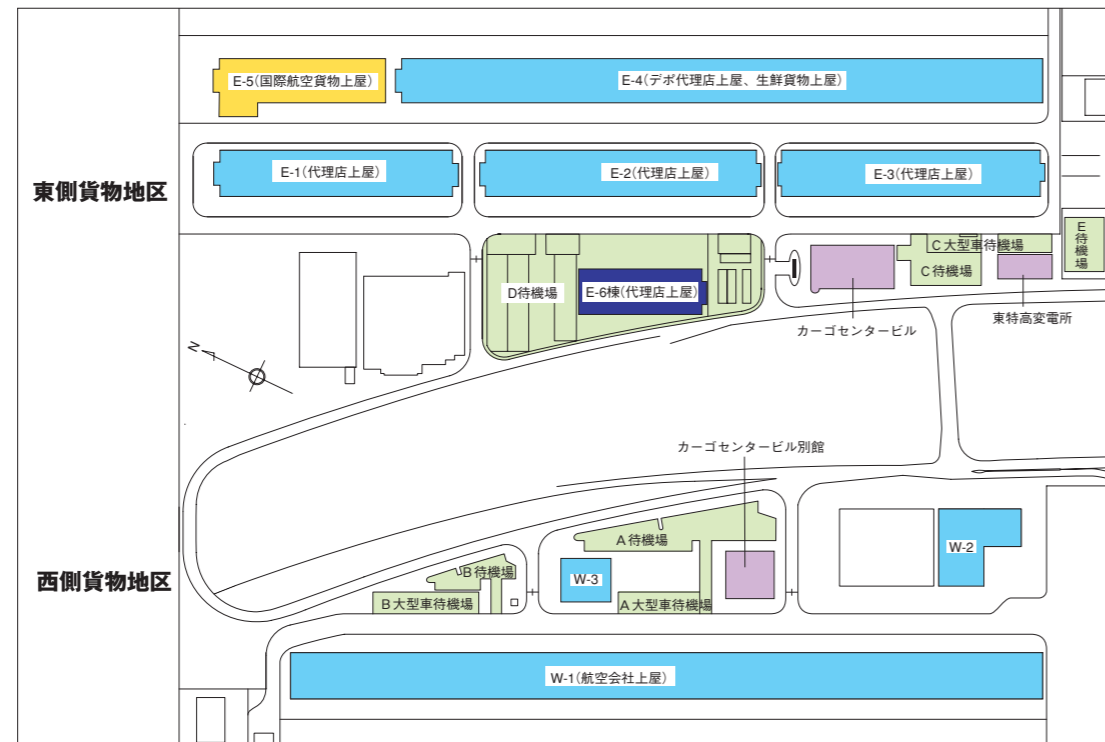 E-5(国際航空貨物上屋)
E-4(デポ代理店上屋、生鮮貨物上屋)
東側貨物地区
E-1(代理店上屋)
E-2(代理店上屋)
E-3(代理店上屋)
E待機場
C大型車待機場
C待機場
D待機場
E-6棟(代理店上屋)
東特高変電所
カーゴセンタービル
N
カーゴセンタービル別館
A待機場
W-2
西側貨物地区
B待機場
W-3
B大型車待機場
A大型車待機場
W-1(航空会社上屋)